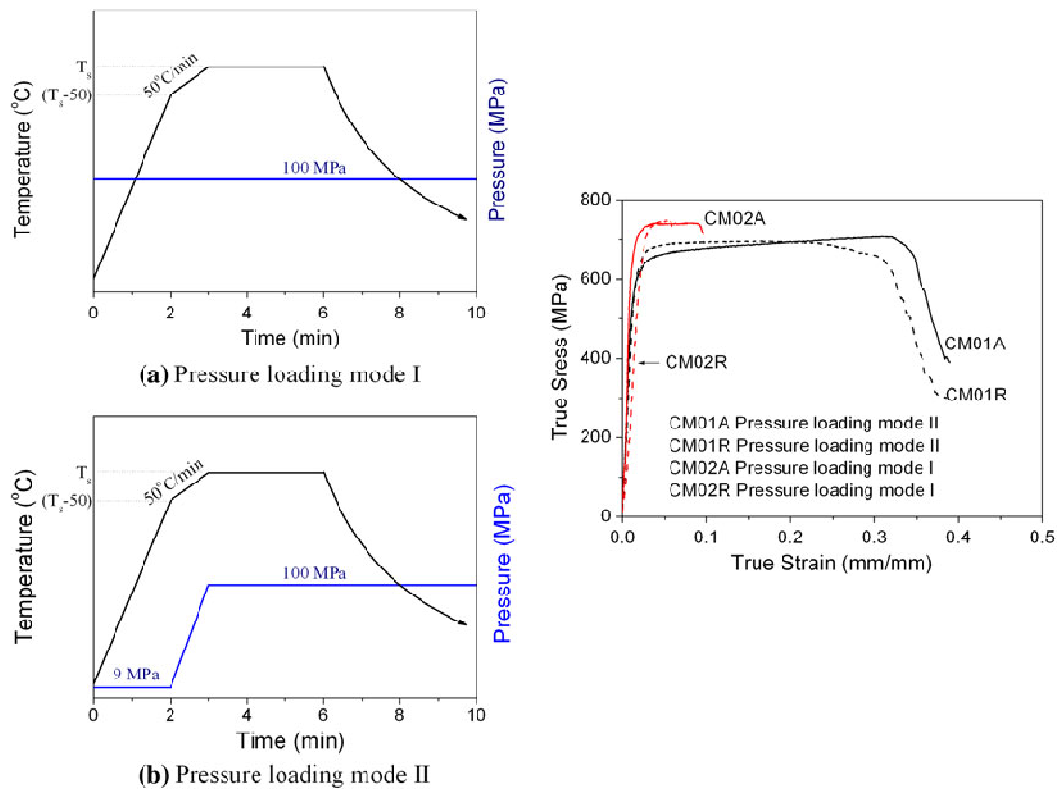 Temperature (°C)
Pressure (MPa)
T_s
(T_s-50)
50°C/min
100 MPa
0 2 4 6 8 10
Time (min)
(a) Pressure loading mode I
Temperature (°C)
Pressure (MPa)
T_s
(T_s-50)
50°C/min
100 MPa
9 MPa
0 2 4 6 8 10
Time (min)
(b) Pressure loading mode II
True Sress (MPa)
800
600
400
200
0
CM02A
CM01A
CM02R
CM01R
CM01A Pressure loading mode II
CM01R Pressure loading mode II
CM02A Pressure loading mode I
CM02R Pressure loading mode I
0.0 0.1 0.2 0.3 0.4 0.5
True Strain (mm/mm)